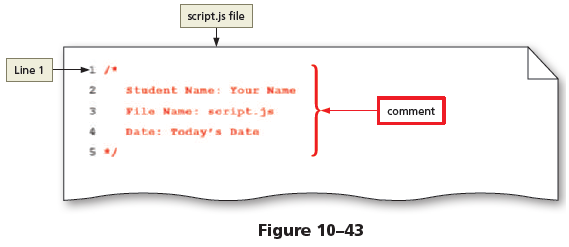 script.js file
Line 1
1 /*
2 Student Name: Your Name
3 File Name: script.js
4 Date: Today's Date
5 */
comment
Figure 10–43